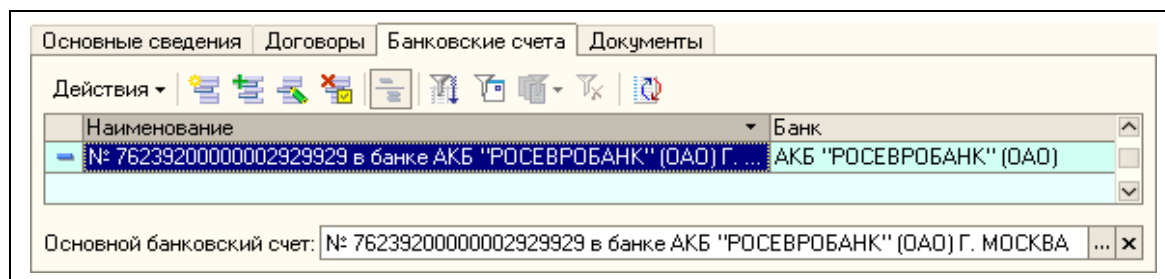 Основные сведения Договоры Банковские счета Документы
Действия
Наименование Банк
№ 76239200000002929929 в банке АКБ "РОСЕВРОБАНК" (ОАО) Г. ... АКБ "РОСЕВРОБАНК" (ОАО)
Основной банковский счет: № 76239200000002929929 в банке АКБ "РОСЕВРОБАНК" (ОАО) Г. МОСКВА ...